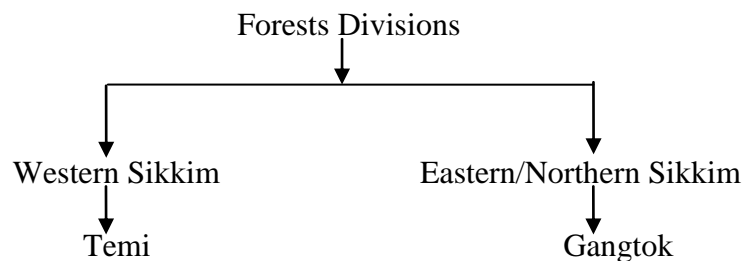 Forests Divisions
Western Sikkim
Eastern/Northern Sikkim
Temi
Gangtok